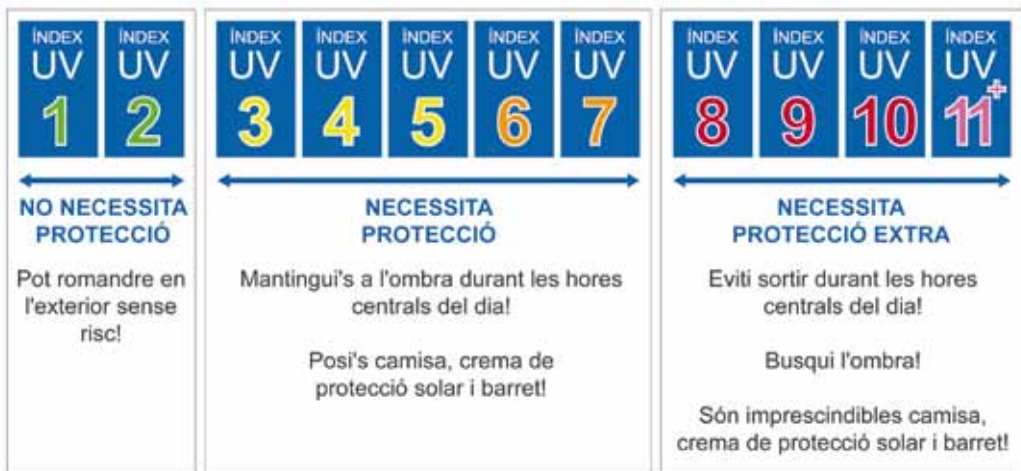 ÍNDEX
UV
1
ÍNDEX
UV
2
NO NECESSITA
PROTECCIÓ
Pot romandre en
l'exterior sense
risc!
ÍNDEX
UV
3
ÍNDEX
UV
4
ÍNDEX
UV
5
ÍNDEX
UV
6
ÍNDEX
UV
7
NECESSITA
PROTECCIÓ
Mantingui's a l'ombra durant les hores
centrals del dia!
Posi's camisa, crema de
protecció solar i barret!
ÍNDEX
UV
8
ÍNDEX
UV
9
ÍNDEX
UV
10
ÍNDEX
UV
11+
NECESSITA
PROTECCIÓ EXTRA
Eviti sortir durant les hores
centrals del dia!
Busqui l'ombra!
Són imprescindibles camisa,
crema de protecció solar i barret!